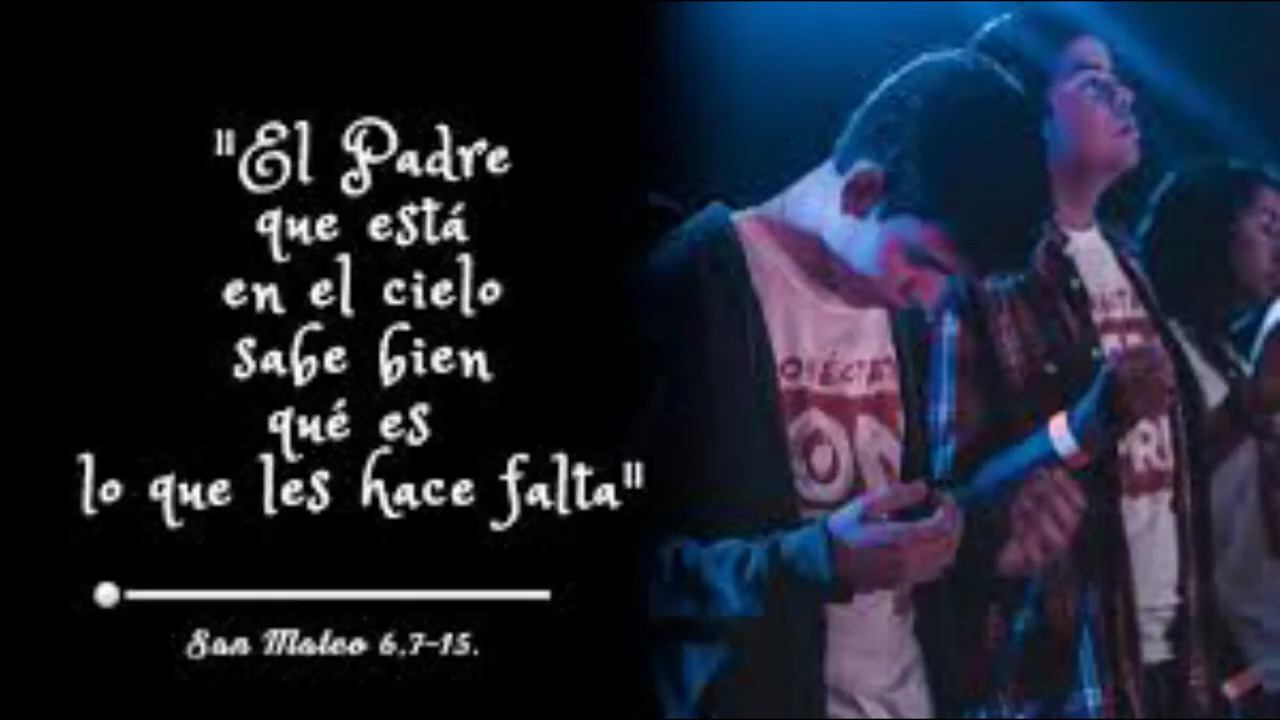 "El Padre
que está
en el cielo
sabe bien
qué es
lo que les hace falta"
San Mateo 6,7-15.